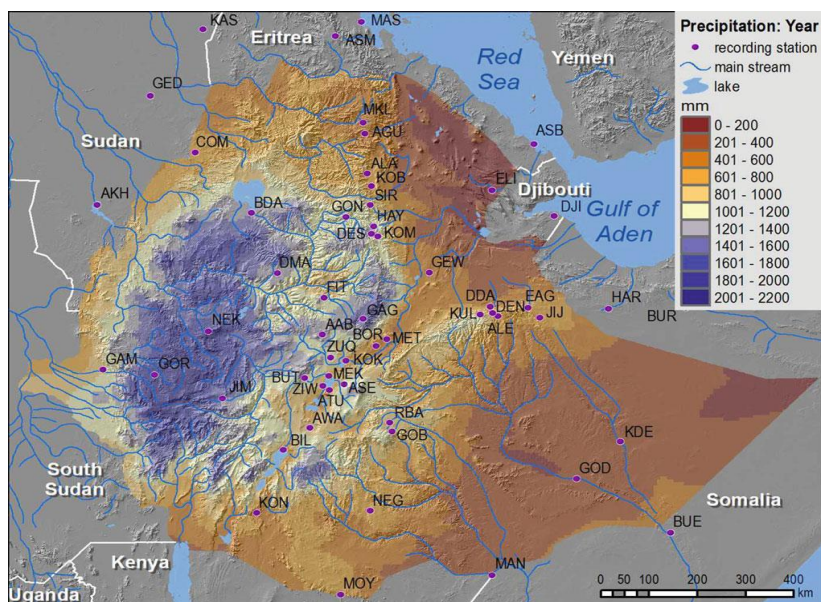 KAS
MAS
Eritrea
ASM
Red
Sea
Yemen
GED
MKL
AGU
Sudan
COM
ASB
ALA
KOB
SIR
ELI
Djibouti
AKH
BDA
GON
HAY
DES
KOM
DJI
Gulf of
Aden
DMA
GEW
FIT
DDA
DEN
EAG
HAR
KUL
ALE
JIJ
BUR
NEK
GAG
AAB
BOR
MET
ZUQ
KOK
GAM
GOR
BUT
MEK
ZIW
ASE
ATU
JIM
AWA
RBA
GOB
BIL
KDE
South
Sudan
GOD
Somalia
KON
NEG
BUE
Kenya
MAN
Uganda
MOY
Precipitation: Year
recording station
main stream
lake
mm
0 - 200
201 - 400
401 - 600
601 - 800
801 - 1000
1001 - 1200
1201 - 1400
1401 - 1600
1601 - 1800
1801 - 2000
2001 - 2200
0 50 100 200 300 400
km